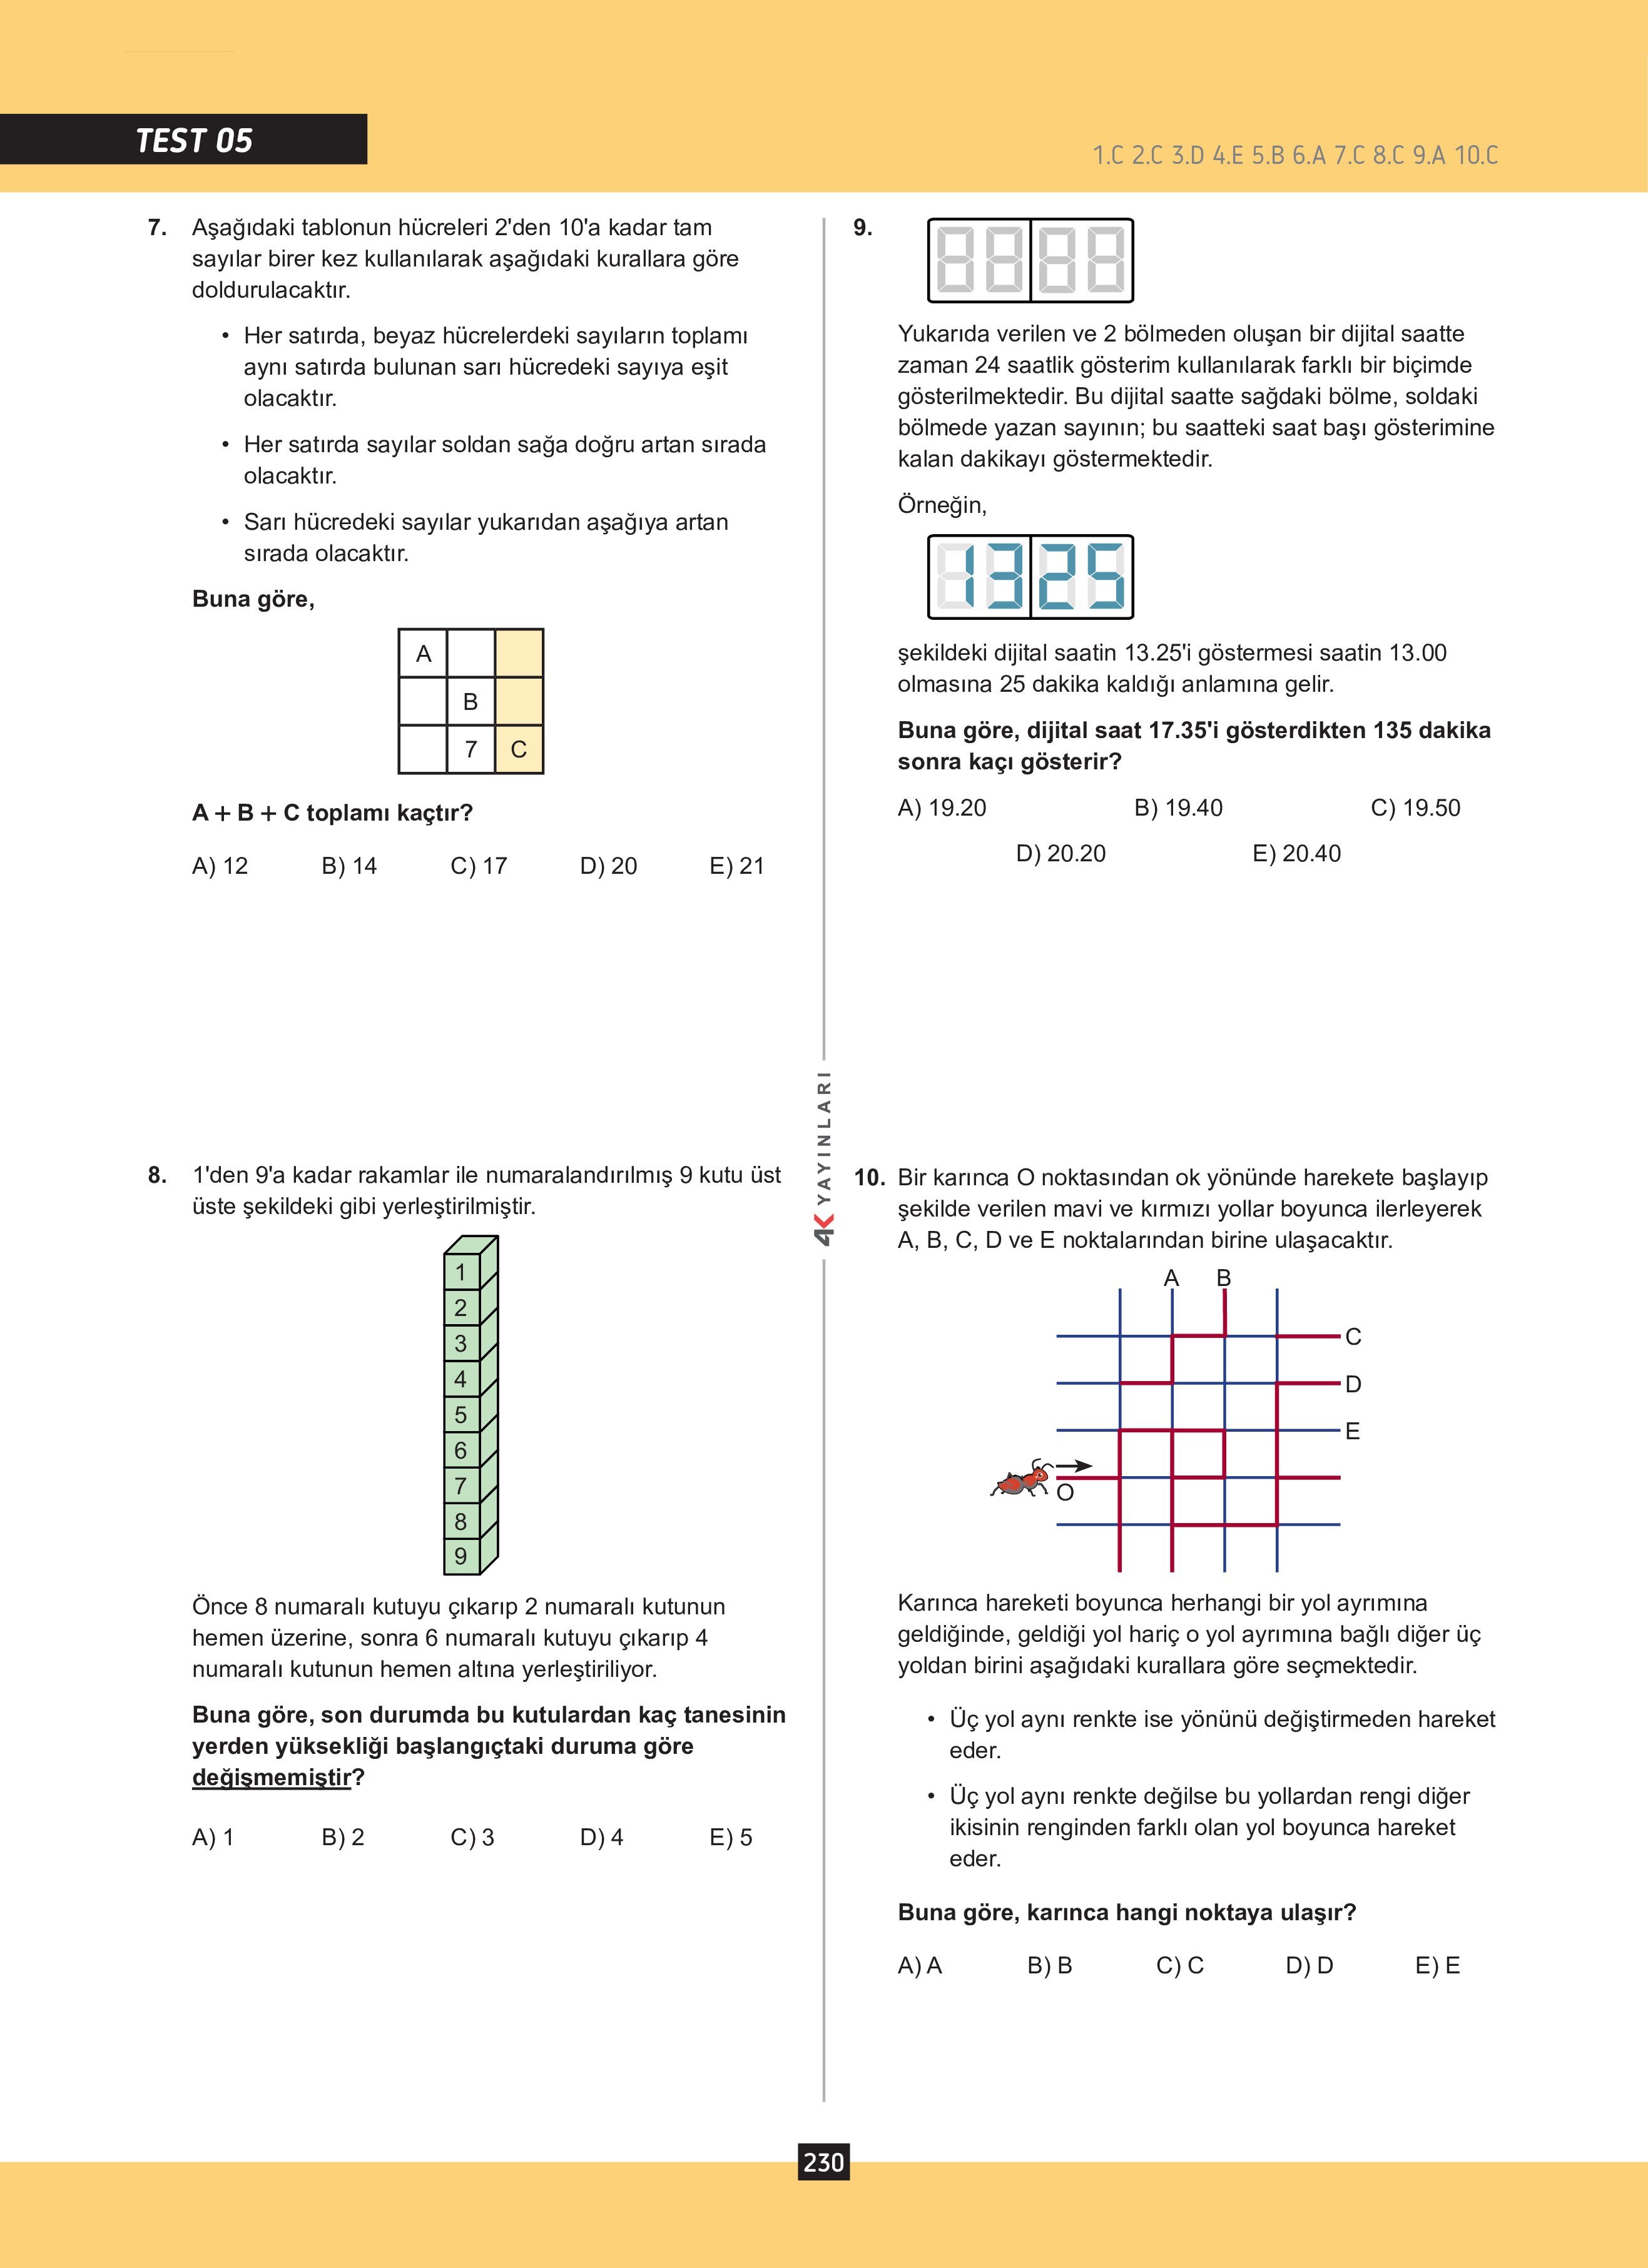 TEST 05
1.C 2.C 3.D 4.E 5.B 6.A 7.C 8.C 9.A 10.C
7. Aşağıdaki tablonun hücreleri 2'den 10'a kadar tam
sayılar birer kez kullanılarak aşağıdaki kurallara göre
doldurulacaktır.
• Her satırda, beyaz hücrelerdeki sayıların toplamı
aynı satırda bulunan sarı hücredeki sayıya eşit
olacaktır.
• Her satırda sayılar soldan sağa doğru artan sırada
olacaktır.
• Sarı hücredeki sayılar yukarıdan aşağıya artan
sırada olacaktır.
Buna göre,
A
B
7 C
A + B + C toplamı kaçtır?
A) 12 B) 14 C) 17 D) 20 E) 21
8. 1'den 9'a kadar rakamlar ile numaralandırılmış 9 kutu üst
üste şekildeki gibi yerleştirilmiştir.
1
2
3
4
5
6
7
8
9
Önce 8 numaralı kutuyu çıkarıp 2 numaralı kutunun
hemen üzerine, sonra 6 numaralı kutuyu çıkarıp 4
numaralı kutunun hemen altına yerleştiriliyor.
Buna göre, son durumda bu kutulardan kaç tanesinin
yerden yüksekliği başlangıçtaki duruma göre
değişmemiştir?
A) 1 B) 2 C) 3 D) 4 E) 5
4K YAYINLARI
9.
88 88
Yukarıda verilen ve 2 bölmeden oluşan bir dijital saatte
zaman 24 saatlik gösterim kullanılarak farklı bir biçimde
gösterilmektedir. Bu dijital saatte sağdaki bölme, soldaki
bölmede yazan sayının; bu saatteki saat başı gösterimine
kalan dakikayı göstermektedir.
Örneğin,
13 25
şekildeki dijital saatin 13.25'i göstermesi saatin 13.00
olmasına 25 dakika kaldığı anlamına gelir.
Buna göre, dijital saat 17.35'i gösterdikten 135 dakika
sonra kaçı gösterir?
A) 19.20 B) 19.40 C) 19.50
D) 20.20 E) 20.40
10. Bir karınca O noktasından ok yönünde harekete başlayıp
şekilde verilen mavi ve kırmızı yollar boyunca ilerleyerek
A, B, C, D ve E noktalarından birine ulaşacaktır.
A B
C
D
E
O
Karınca hareketi boyunca herhangi bir yol ayrımına
geldiğinde, geldiği yol hariç o yol ayrımına bağlı diğer üç
yoldan birini aşağıdaki kurallara göre seçmektedir.
• Üç yol aynı renkte ise yönünü değiştirmeden hareket
eder.
• Üç yol aynı renkte değilse bu yollardan rengi diğer
ikisinin renginden farklı olan yol boyunca hareket
eder.
Buna göre, karınca hangi noktaya ulaşır?
A) A B) B C) C D) D E) E
230